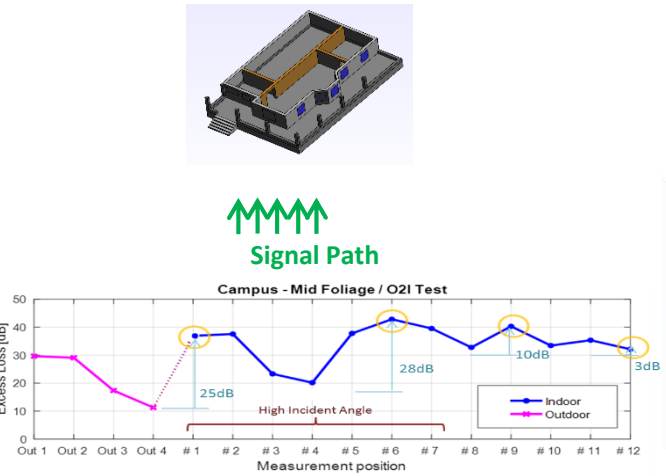 Signal Path
Campus - Mid Foliage / O2I Test
Excess Loss [dB]
50
40
30
20
10
0
25dB
28dB
10dB
3dB
High Incident Angle
Indoor
Outdoor
Out 1 Out 2 Out 3 Out 4 # 1 # 2 # 3 # 4 # 5 # 6 # 7 # 8 # 9 # 10 # 11 # 12
Measurement position